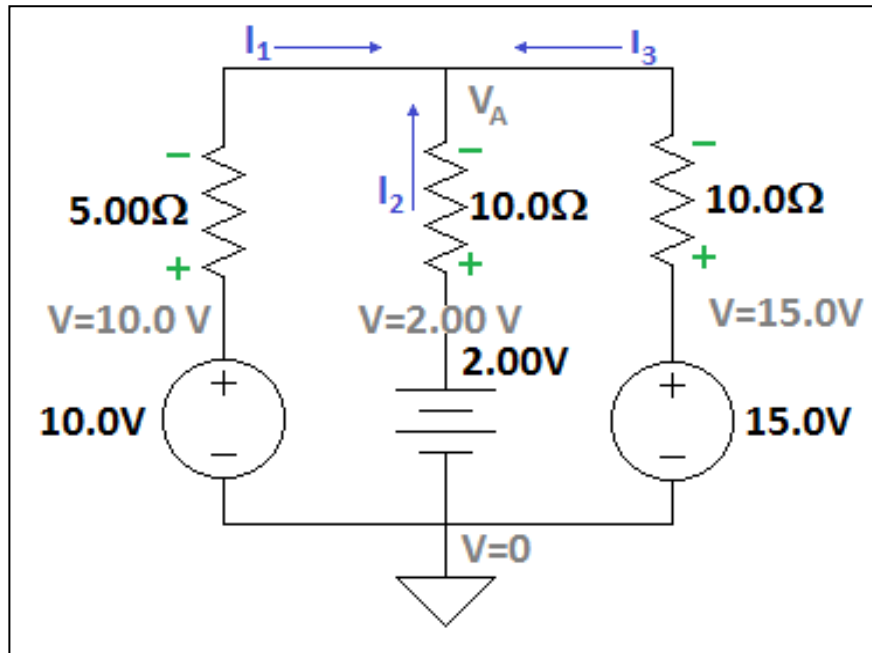 I₁ I₃
V_A
− − −
5.00Ω I₂ 10.0Ω 10.0Ω
+ + +
V=10.0 V V=2.00 V V=15.0V
2.00V
+ +
10.0V 15.0V
− −
V=0